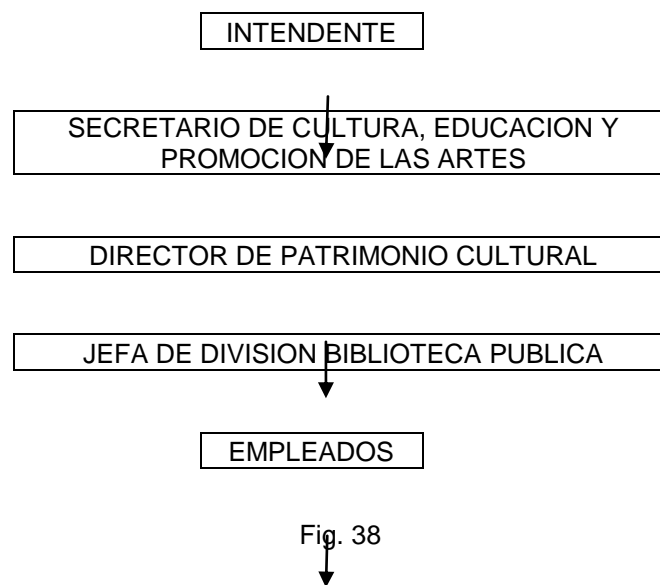 INTENDENTE
SECRETARIO DE CULTURA, EDUCACION Y
PROMOCION DE LAS ARTES
DIRECTOR DE PATRIMONIO CULTURAL
JEFA DE DIVISION BIBLIOTECA PUBLICA
EMPLEADOS
Fig. 38